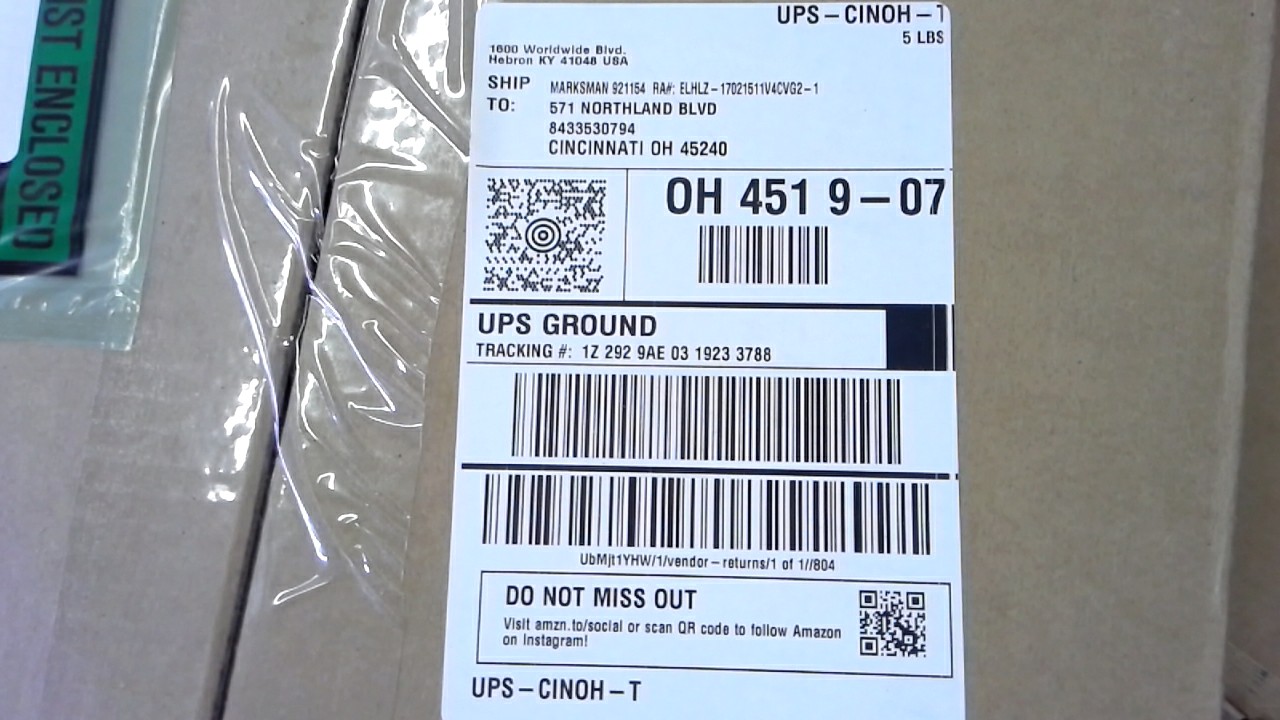 IST ENCLOSED
UPS-CINOH-T
5 LBS
1600 Worldwide Blvd.
Hebron KY 41048 USA
SHIP TO:
MARKSMAN 921154 RA#: ELHLZ-17021511V4CVG2-1
571 NORTHLAND BLVD
8433530794
CINCINNATI OH 45240
OH 451 9-07
UPS GROUND
TRACKING #: 1Z 292 9AE 03 1923 3788
UbMjt1YHW/1/vendor-returns/1 of 1//804
DO NOT MISS OUT
Visit amzn.to/social or scan QR code to follow Amazon
on Instagram!
UPS-CINOH-T